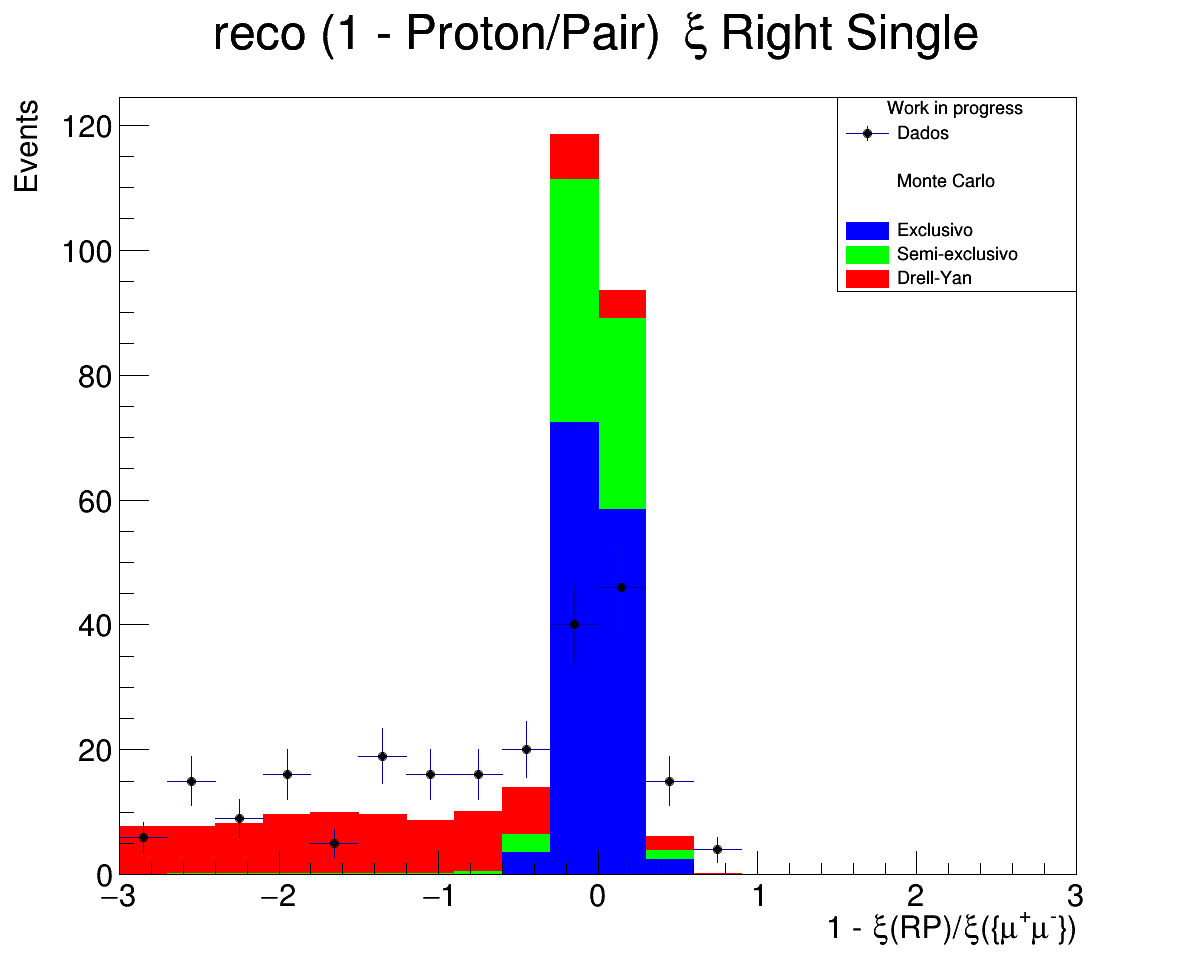 reco (1 - Proton/Pair) ξ Right Single
Events
120
100
80
60
40
20
0
Work in progress
Dados
Monte Carlo
Exclusivo
Semi-exclusivo
Drell-Yan
−3 −2 −1 0 1 2 3
1 - ξ(RP)/ξ({μ⁺μ⁻})